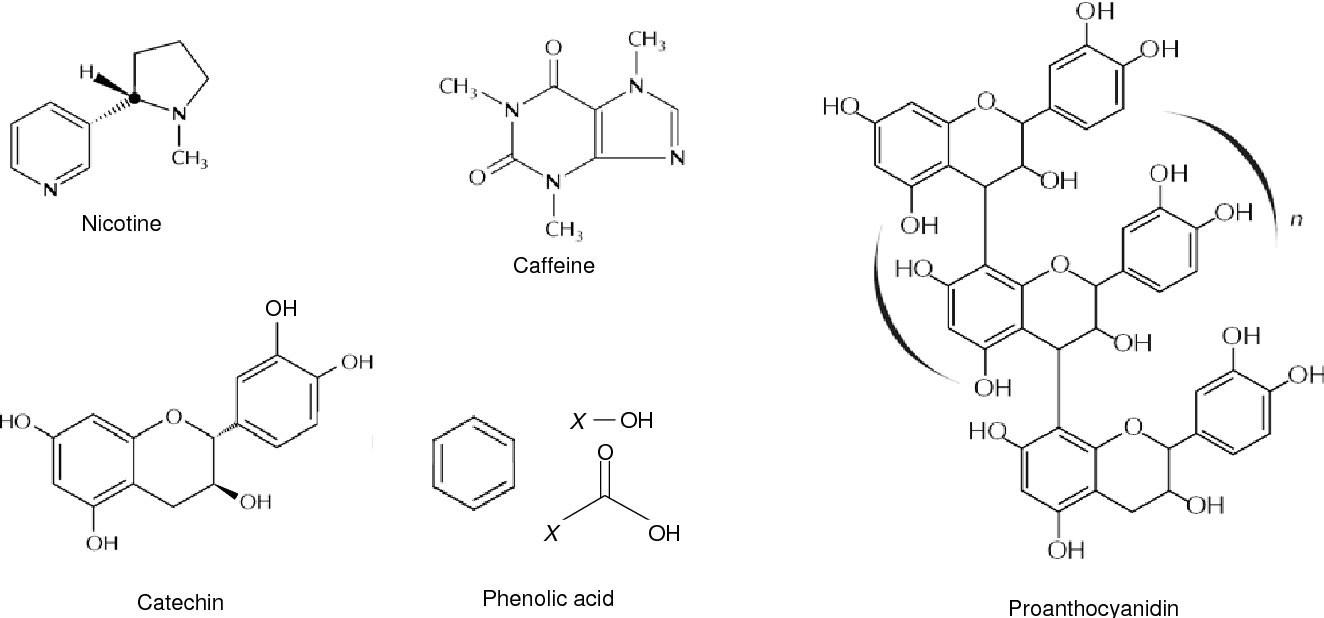 H
N
CH₃
N
Nicotine
O
CH₃
CH₃
N
N
O
N
N
CH₃
Caffeine
OH
OH
HO
O
OH
OH
Catechin
X — OH
O
X
OH
Phenolic acid
OH
OH
HO
O
OH
OH
OH
OH
n
HO
O
OH
OH
OH
OH
HO
O
OH
OH
Proanthocyanidin